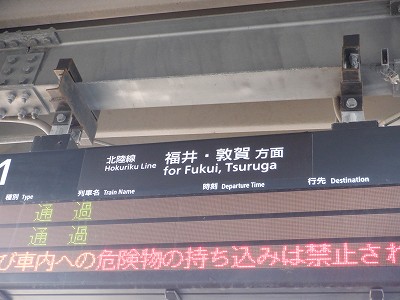 1
北陸線 福井・敦賀 方面
Hokuriku Line for Fukui, Tsuruga
種別 Type 列車名 Train Name 時刻 Departure Time 行先 Destination
通過
通過
び車内への危険物の持ち込みは禁止され